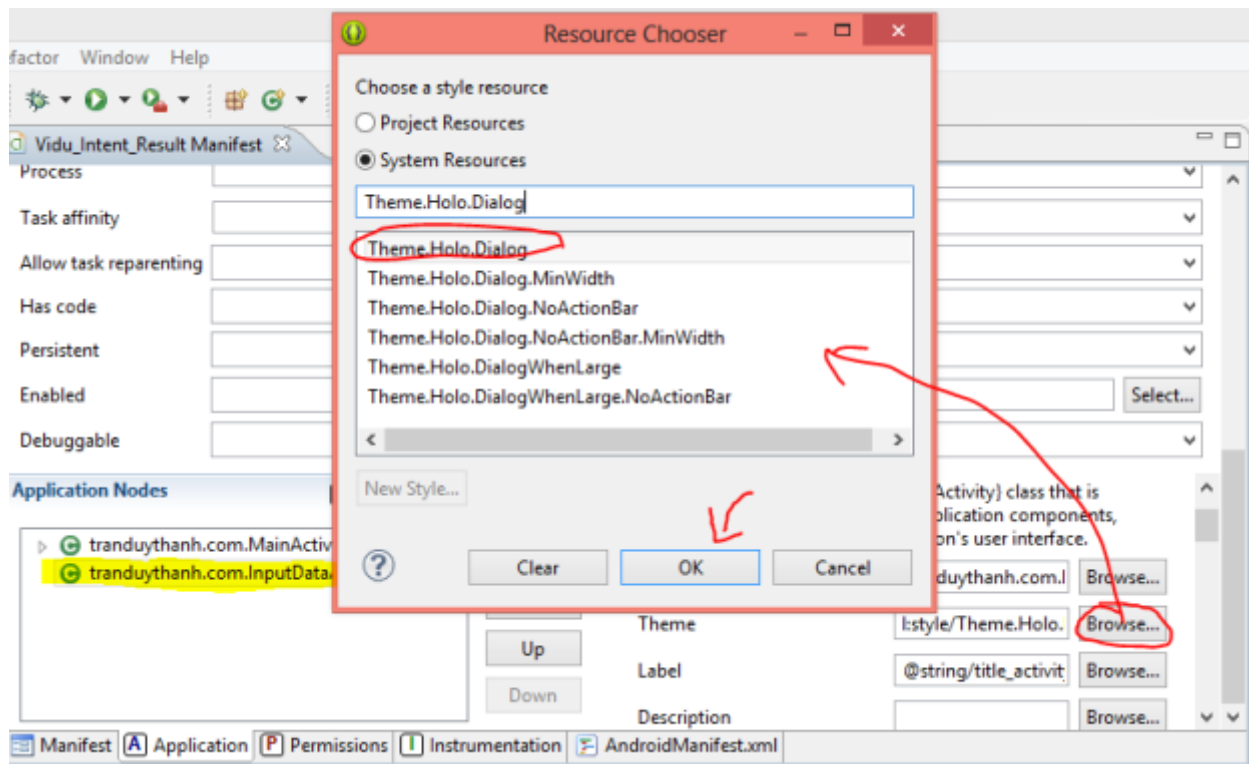 Resource Chooser
factor Window Help
Choose a style resource
Project Resources
System Resources
Theme.Holo.Dialog
Theme.Holo.Dialog
Theme.Holo.Dialog.MinWidth
Theme.Holo.Dialog.NoActionBar
Theme.Holo.Dialog.NoActionBar.MinWidth
Theme.Holo.DialogWhenLarge
Theme.Holo.DialogWhenLarge.NoActionBar
New Style...
Clear OK Cancel
Vidu_Intent_Result Manifest
Process
Task affinity
Allow task reparenting
Has code
Persistent
Enabled Select...
Debuggable
Application Nodes
tranduythanh.com.MainActiv
tranduythanh.com.InputData
Up
Down
Activity) class that is
plication components,
on's user interface.
duythanh.com.I Browse...
Theme l:style/Theme.Holo. Browse...
Label @string/title_activit Browse...
Description Browse...
Manifest A Application P Permissions I Instrumentation F AndroidManifest.xml